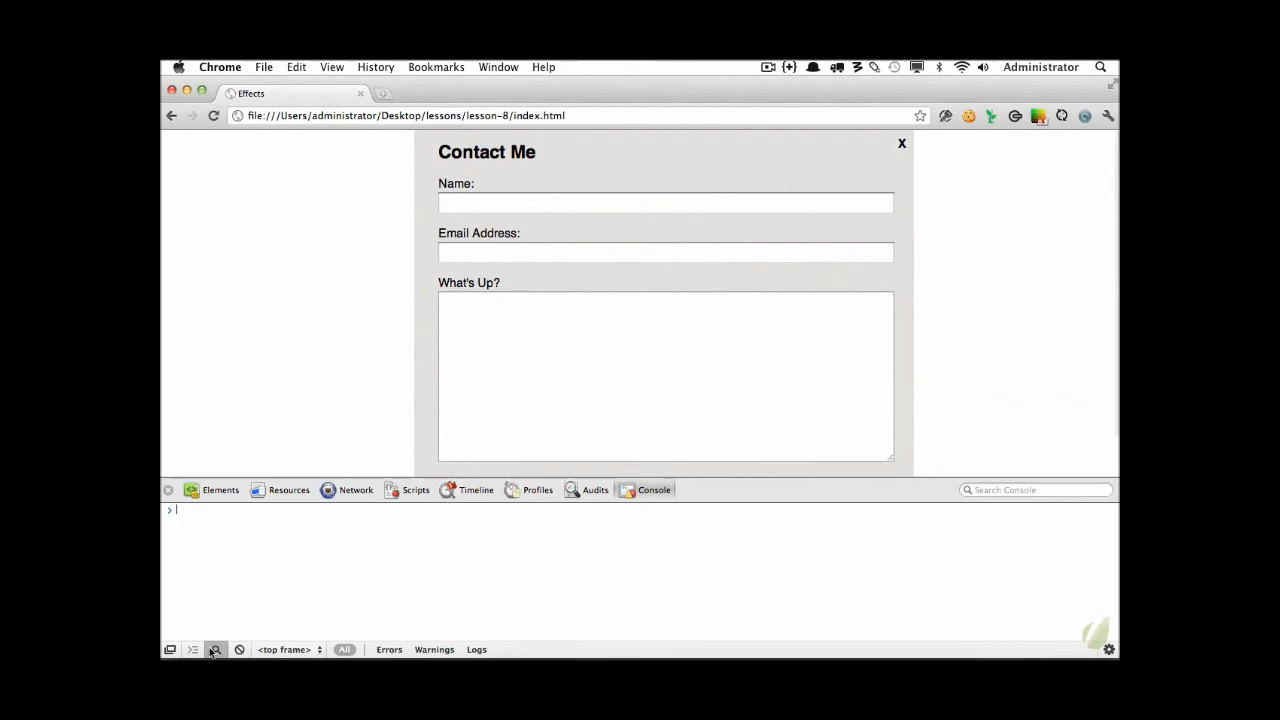 Chrome File Edit View History Bookmarks Window Help Administrator
Effects
file:///Users/administrator/Desktop/lessons/lesson-8/index.html
Contact Me X
Name:
Email Address:
What's Up?
Elements Resources Network Scripts Timeline Profiles Audits Console Search Console
<top frame> All Errors Warnings Logs